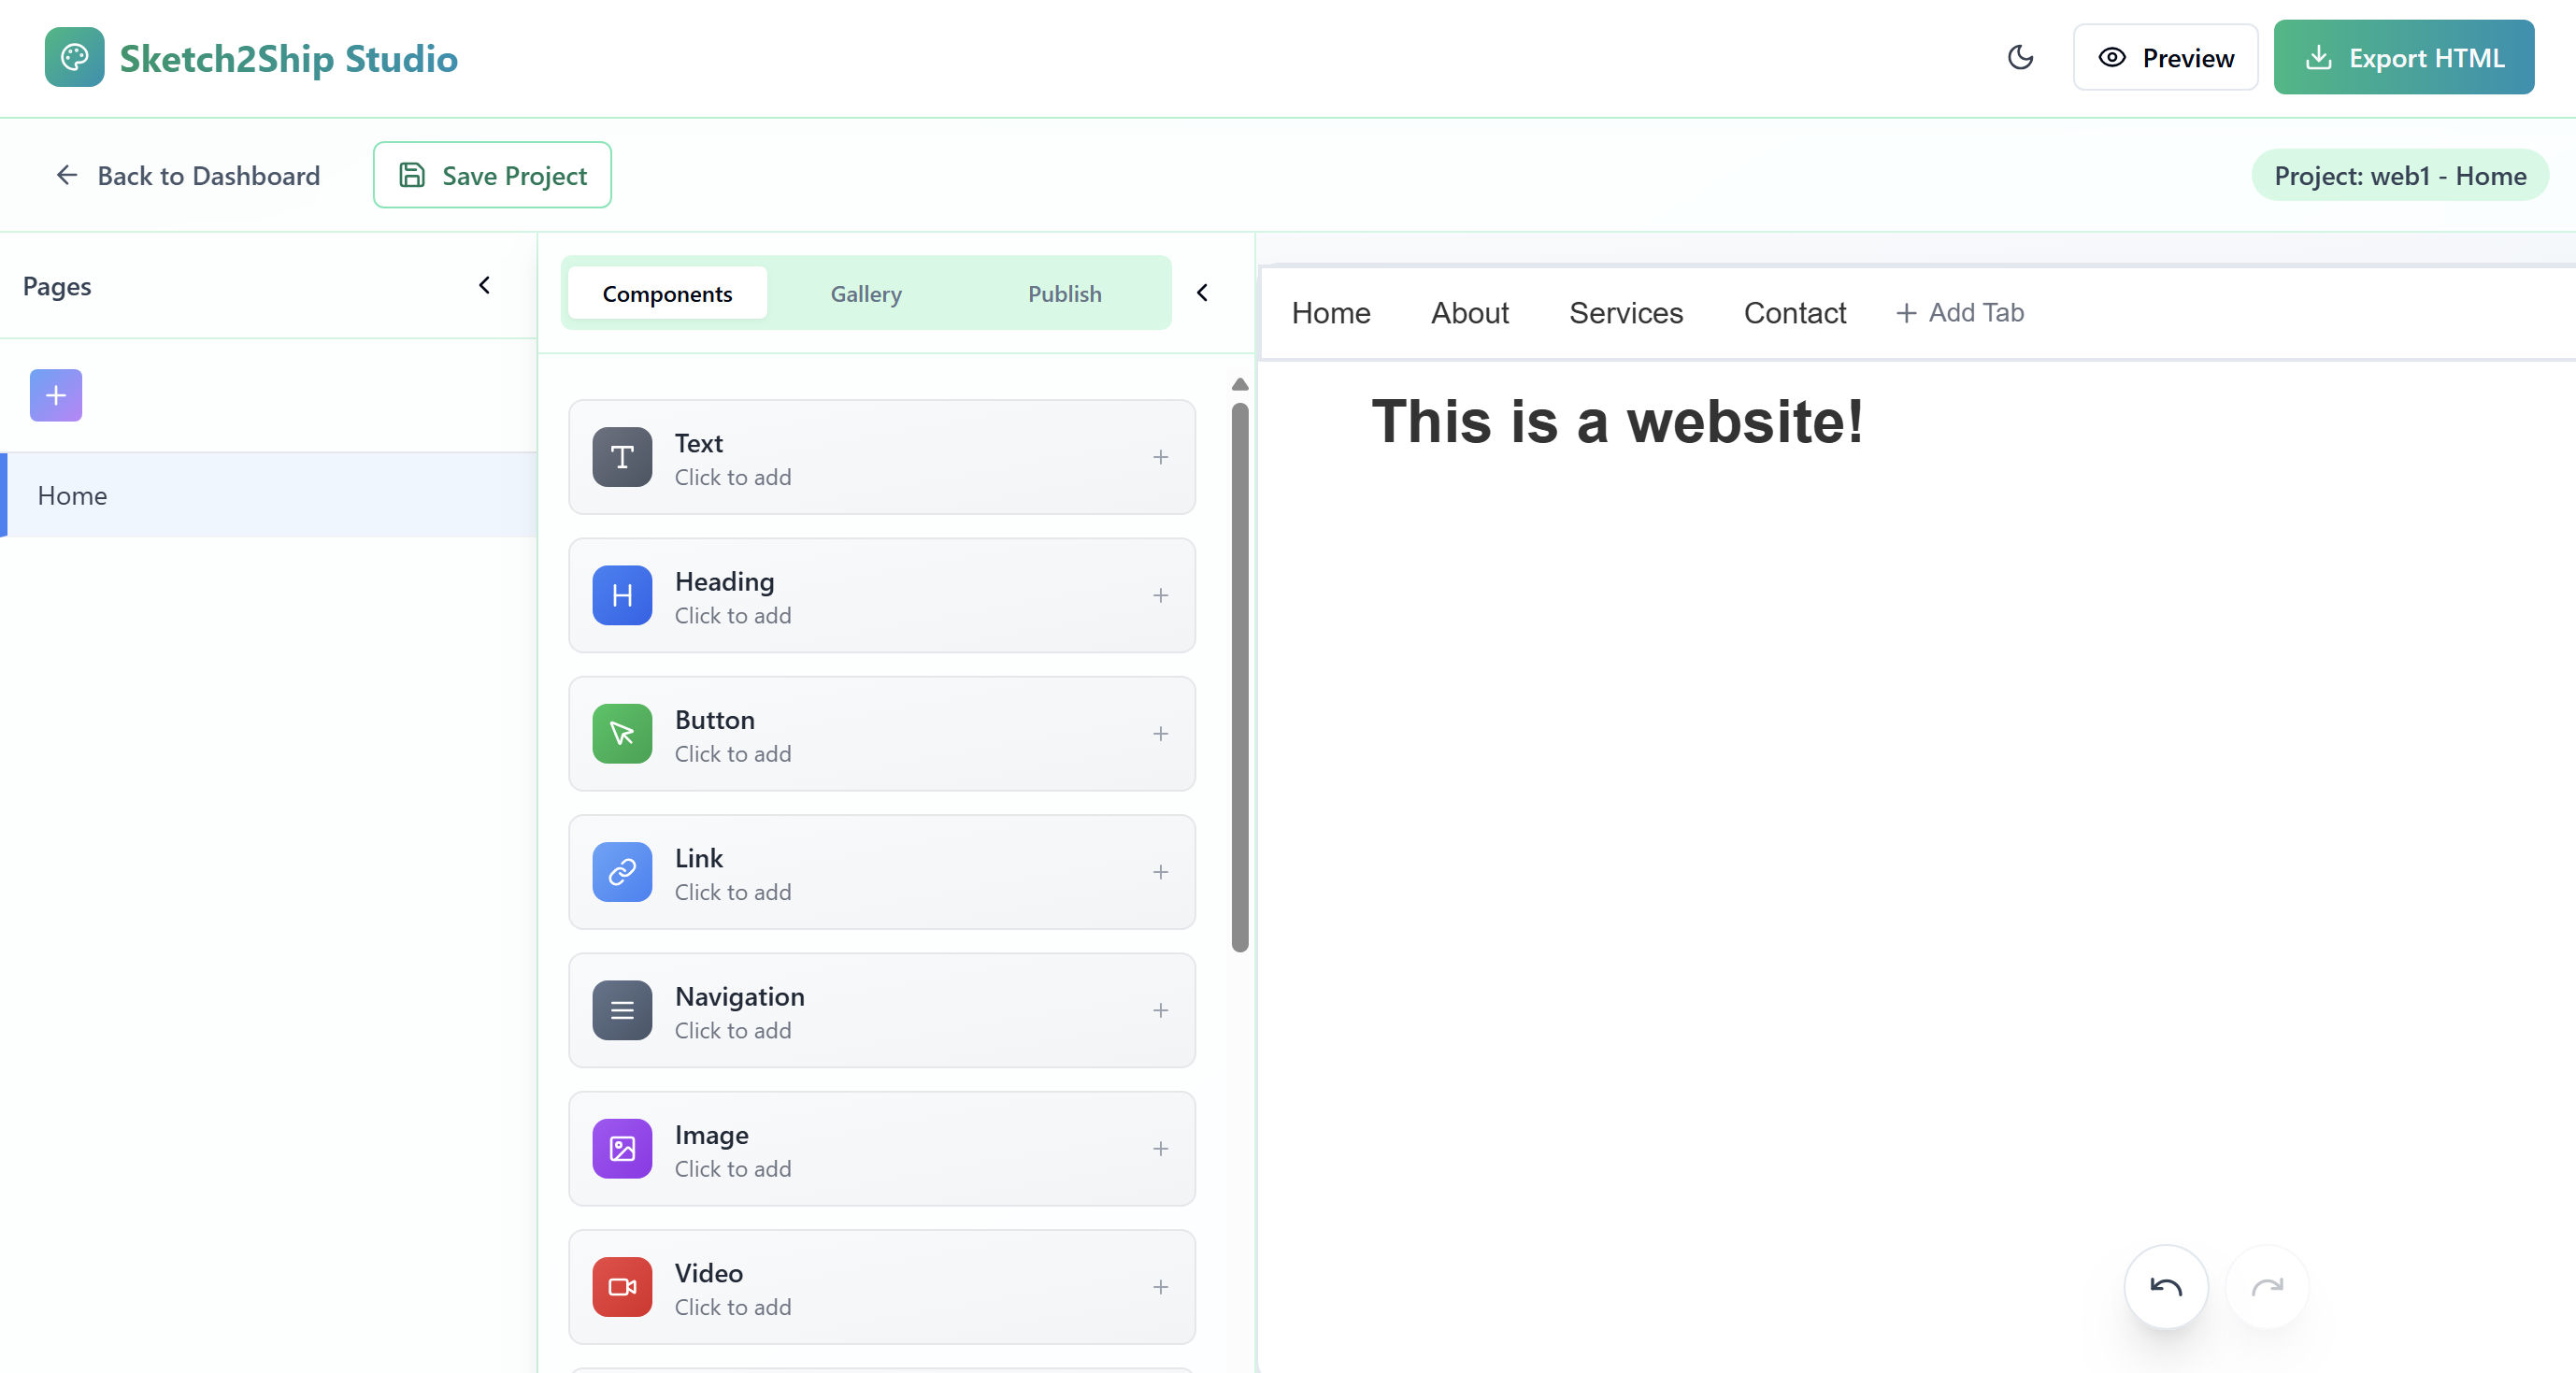 Sketch2Ship Studio
Preview
Export HTML
Back to Dashboard
Save Project
Project: web1 - Home
Pages
Home
Components
Gallery
Publish
Text
Click to add
Heading
Click to add
Button
Click to add
Link
Click to add
Navigation
Click to add
Image
Click to add
Video
Click to add
Home
About
Services
Contact
+ Add Tab
This is a website!